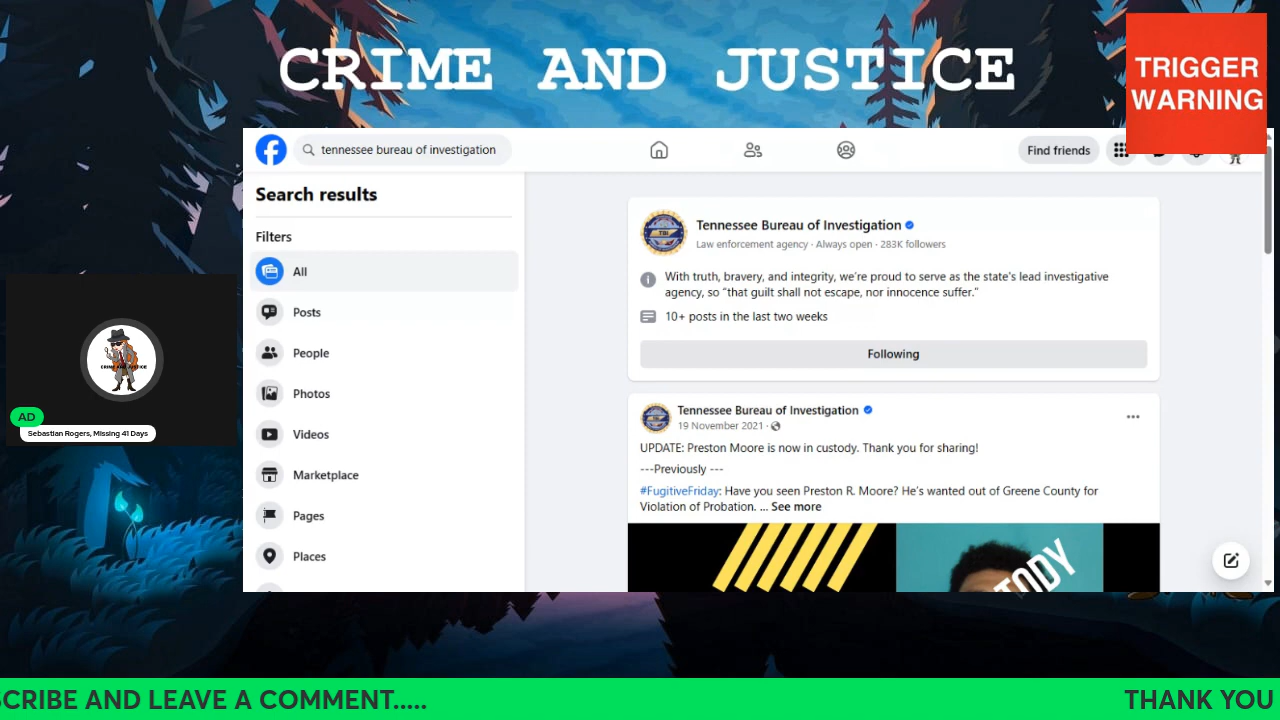 CRIME AND JUSTICE
TRIGGER
WARNING
tennessee bureau of investigation
Find friends
Search results
Filters
All
Posts
People
Photos
Videos
Marketplace
Pages
Places
Tennessee Bureau of Investigation
Law enforcement agency · Always open · 283K followers
With truth, bravery, and integrity, we're proud to serve as the state's lead investigative
agency, so "that guilt shall not escape, nor innocence suffer."
10+ posts in the last two weeks
Following
Tennessee Bureau of Investigation
19 November 2021 ·
UPDATE: Preston Moore is now in custody. Thank you for sharing!
---Previously ---
#FugitiveFriday: Have you seen Preston R. Moore? He's wanted out of Greene County for
Violation of Probation. ... See more
TODY
CRIME AND JUSTICE
AD
Sebastian Rogers, Missing 41 Days
SCRIBE AND LEAVE A COMMENT.....
THANK YOU